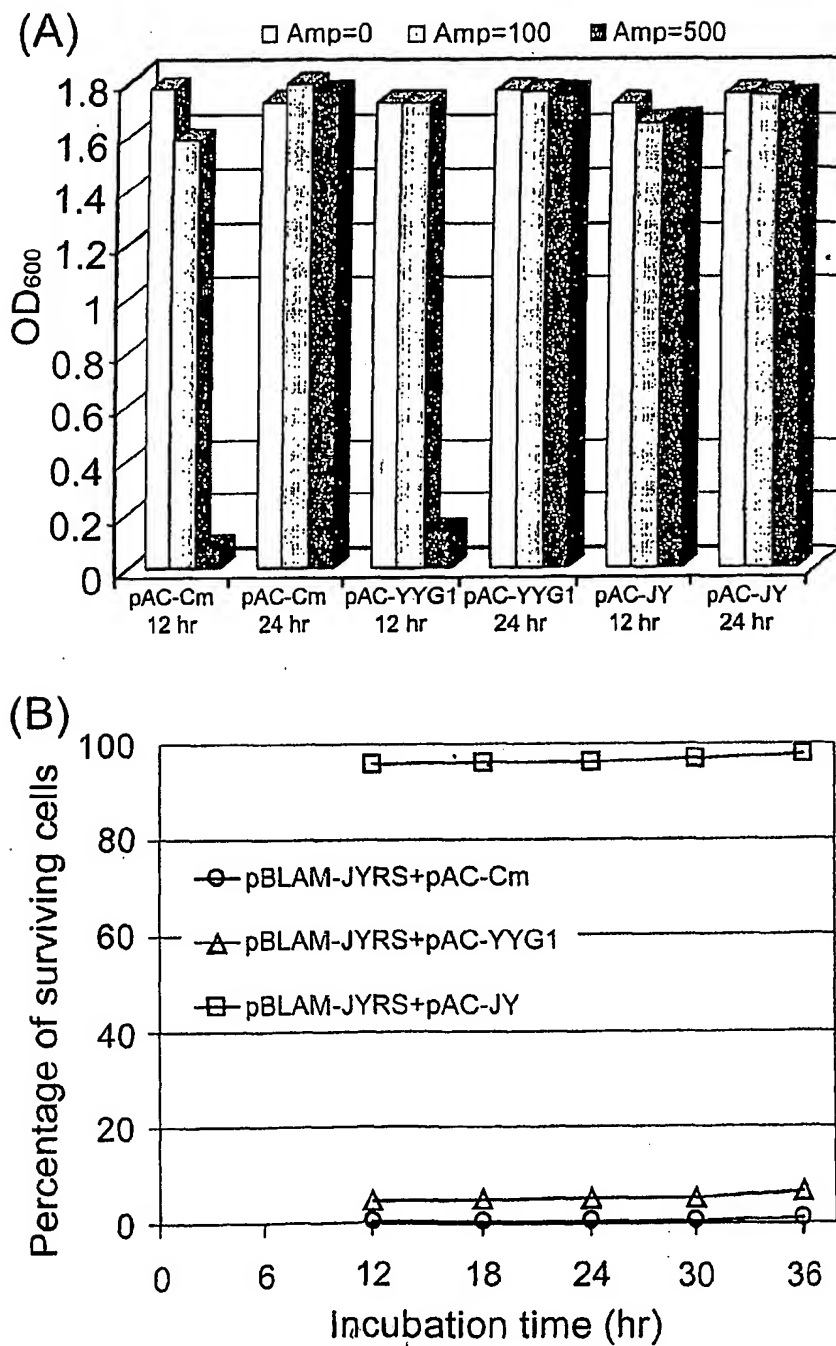 (A)
Amp=0 Amp=100 Amp=500
OD600
1.8
1.6
1.4
1.2
1
0.8
0.6
0.4
0.2
0
pAC-Cm pAC-Cm pAC-YYG1 pAC-YYG1 pAC-JY pAC-JY
12 hr 24 hr 12 hr 24 hr 12 hr 24 hr
(B)
Percentage of surviving cells
100
80
60
40
20
0
pBLAM-JYRS+pAC-Cm
pBLAM-JYRS+pAC-YYG1
pBLAM-JYRS+pAC-JY
0 6 12 18 24 30 36
Incubation time (hr)